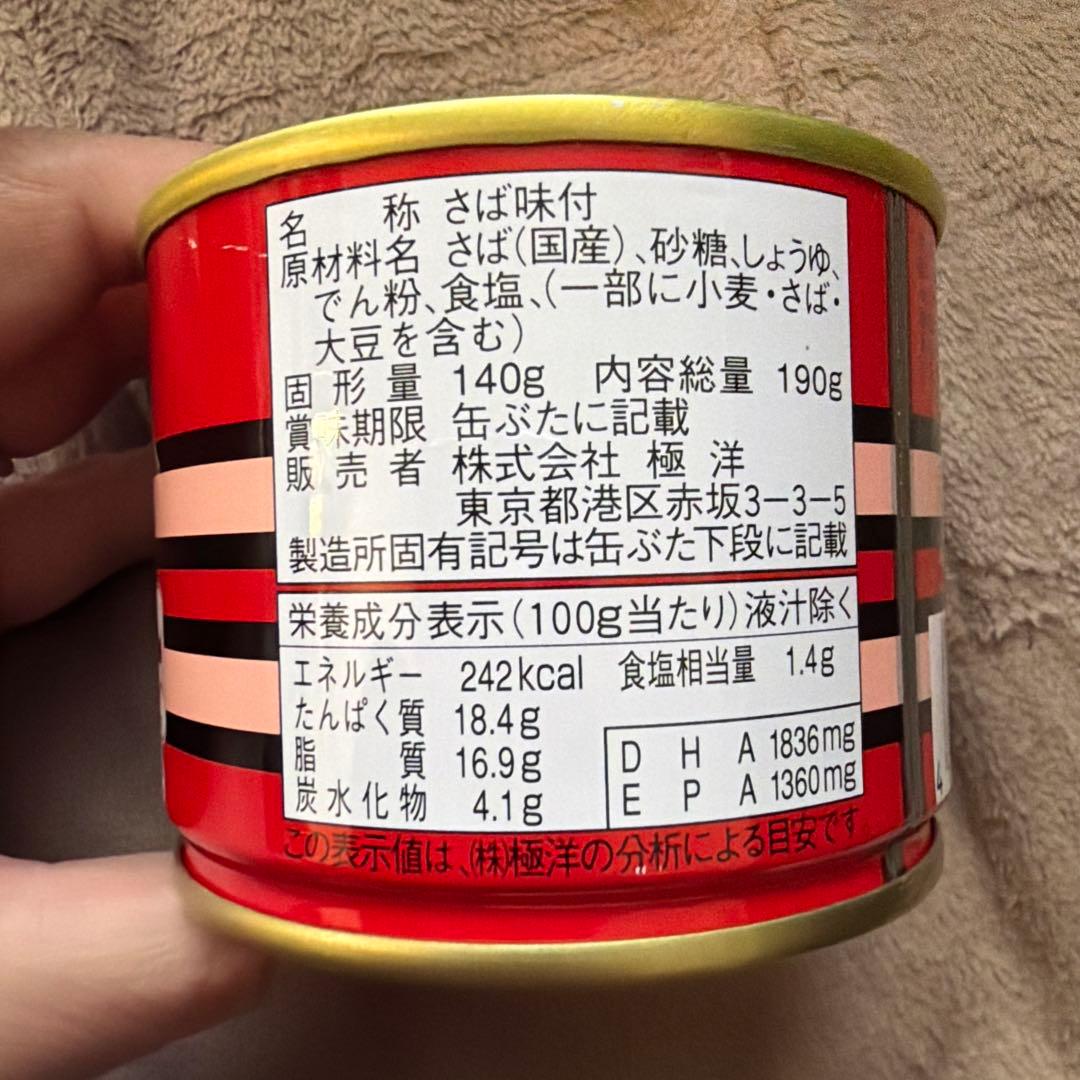 名称 さば味付
原材料名 さば(国産)、砂糖、しょうゆ、
でん粉、食塩、(一部に小麦・さば・
大豆を含む)
固形量 140g 内容総量 190g
賞味期限 缶ぶたに記載
販売者 株式会社 極洋
東京都港区赤坂3-3-5
製造所固有記号は缶ぶた下段に記載
栄養成分表示(100g当たり)液汁除く
エネルギー 242kcal 食塩相当量 1.4g
たんぱく質 18.4g
脂質 16.9g
炭水化物 4.1g
DHA 1836mg
EPA 1360mg
この表示値は、(株)極洋の分析による目安です
4